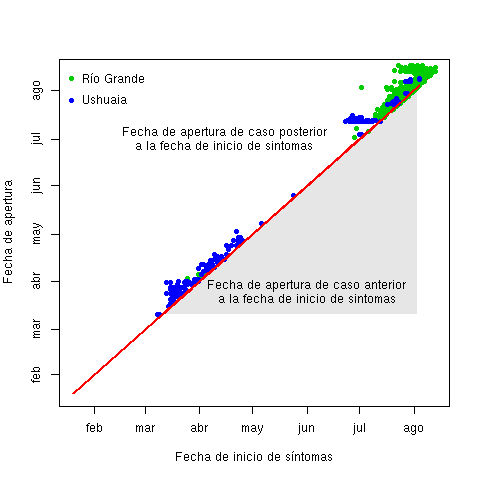 Río Grande
Ushuaia
Fecha de apertura de caso posterior
a la fecha de inicio de sintomas
Fecha de apertura de caso anterior
a la fecha de inicio de sintomas
Fecha de apertura
ago
jul
jun
may
abr
mar
feb
feb mar abr may jun jul ago
Fecha de inicio de síntomas